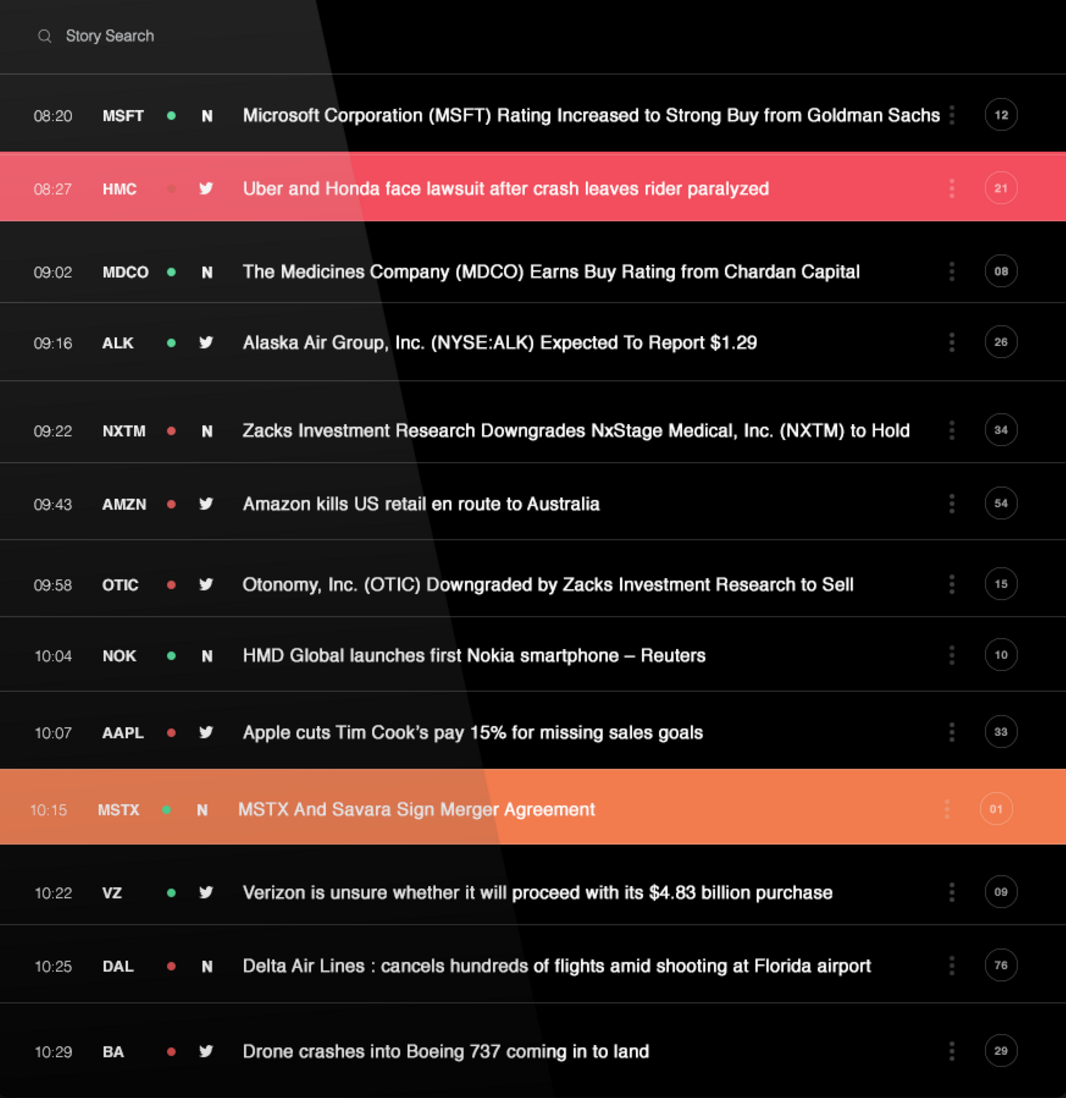 Story Search
08:20 MSFT N Microsoft Corporation (MSFT) Rating Increased to Strong Buy from Goldman Sachs 12
08:27 HMC Uber and Honda face lawsuit after crash leaves rider paralyzed 21
09:02 MDCO N The Medicines Company (MDCO) Earns Buy Rating from Chardan Capital 08
09:16 ALK Alaska Air Group, Inc. (NYSE:ALK) Expected To Report $1.29 26
09:22 NXTM N Zacks Investment Research Downgrades NxStage Medical, Inc. (NXTM) to Hold 34
09:43 AMZN Amazon kills US retail en route to Australia 54
09:58 OTIC Otonomy, Inc. (OTIC) Downgraded by Zacks Investment Research to Sell 15
10:04 NOK N HMD Global launches first Nokia smartphone – Reuters 10
10:07 AAPL Apple cuts Tim Cook’s pay 15% for missing sales goals 33
10:15 MSTX N MSTX And Savara Sign Merger Agreement 01
10:22 VZ Verizon is unsure whether it will proceed with its $4.83 billion purchase 09
10:25 DAL N Delta Air Lines : cancels hundreds of flights amid shooting at Florida airport 76
10:29 BA Drone crashes into Boeing 737 coming in to land 29